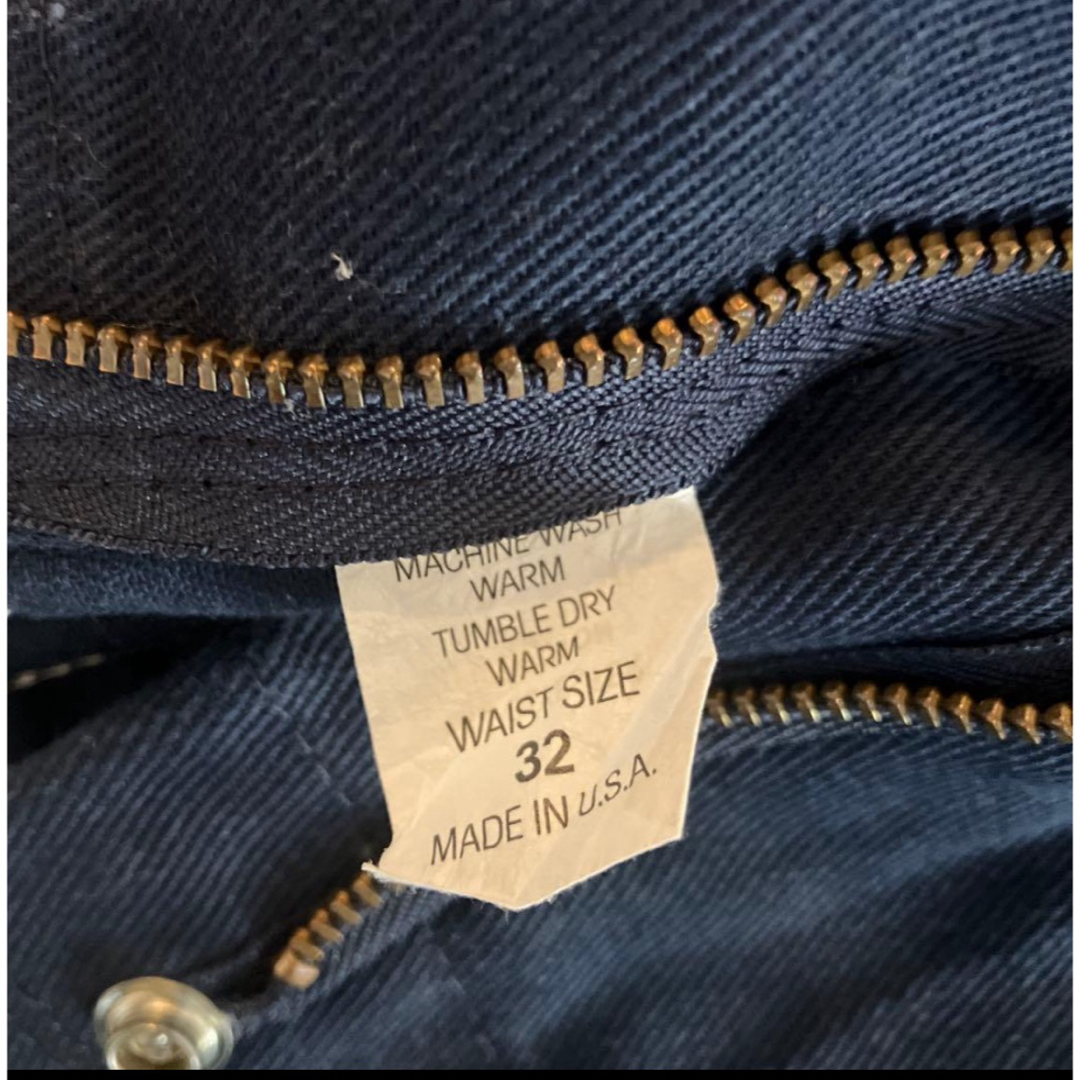 MACHINE WASH
WARM
TUMBLE DRY
WARM
WAIST SIZE
32
MADE IN U.S.A.